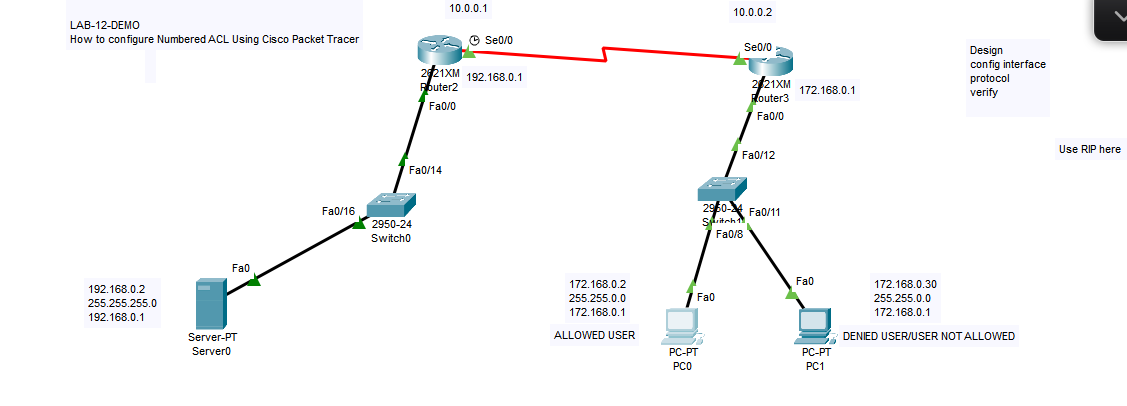 LAB-12-DEMO
How to configure Numbered ACL Using Cisco Packet Tracer
10.0.0.1
10.0.0.2
Se0/0
Se0/0
2621XM
Router2
192.168.0.1
2621XM
Router3
172.168.0.1
Design
config interface
protocol
verify
Use RIP here
Fa0/0
Fa0/0
Fa0/14
Fa0/12
Fa0/16
2950-24
Switch0
2950-24
Switch1
Fa0/11
Fa0/8
Fa0
192.168.0.2
255.255.255.0
192.168.0.1
Server-PT
Server0
172.168.0.2
255.255.0.0
172.168.0.1
ALLOWED USER
Fa0
PC-PT
PC0
Fa0
172.168.0.30
255.255.0.0
172.168.0.1
DENIED USER/USER NOT ALLOWED
PC-PT
PC1